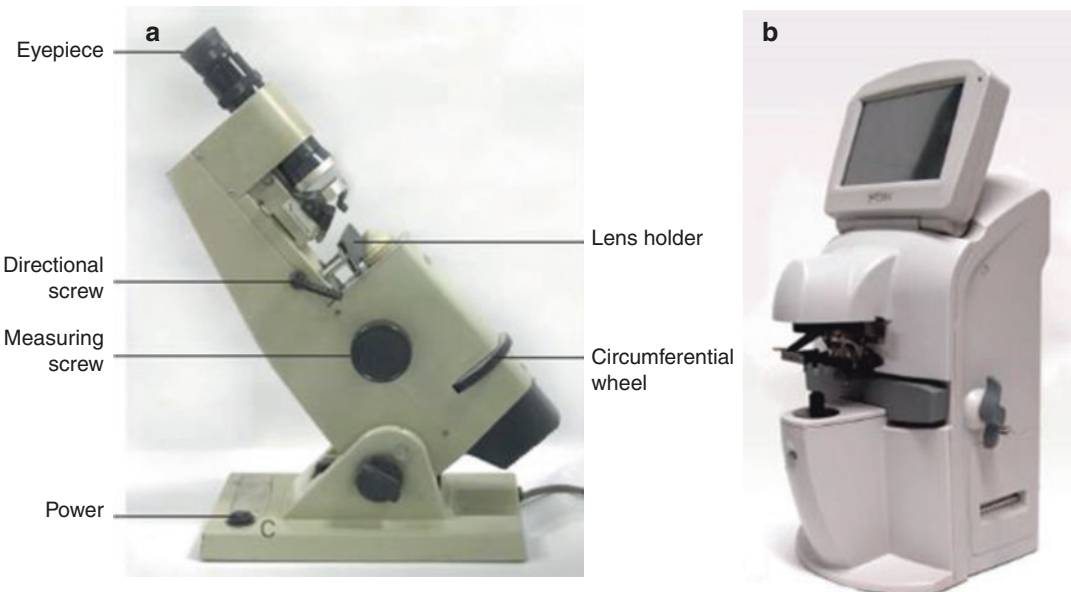 a
Eyepiece
Directional
screw
Measuring
screw
Power
C
Lens holder
Circumferential
wheel
b